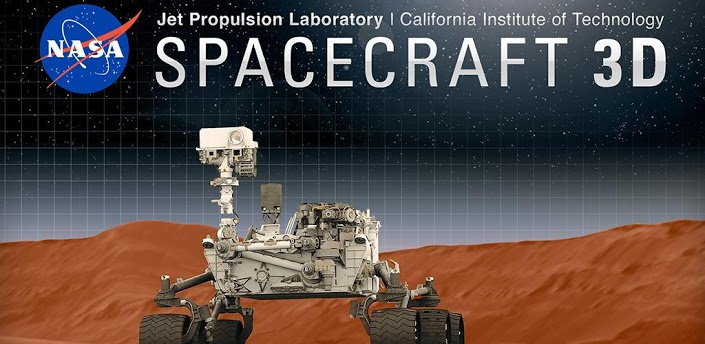 Jet Propulsion Laboratory | California Institute of Technology
NASA
SPACECRAFT 3D